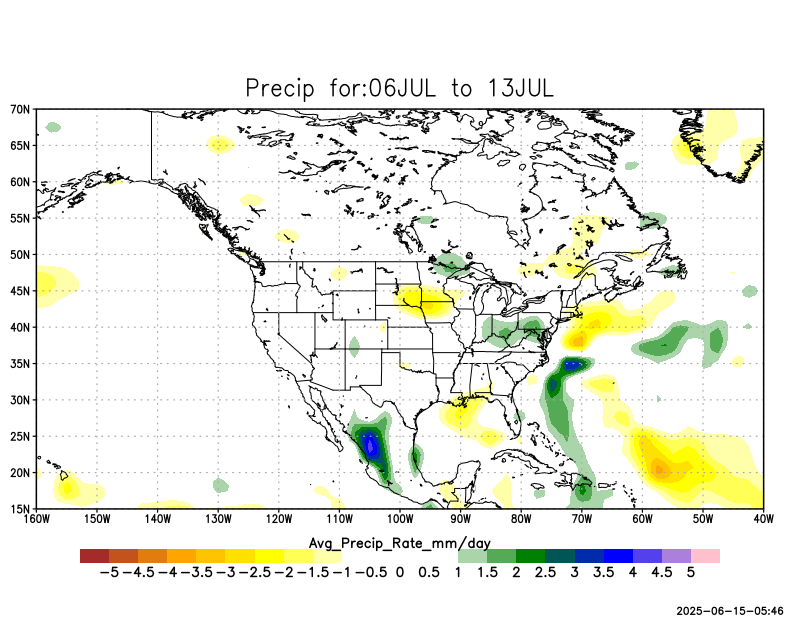 Precip for:06JUL to 13JUL
70N
65N
60N
55N
50N
45N
40N
35N
30N
25N
20N
15N
160W 150W 140W 130W 120W 110W 100W 90W 80W 70W 60W 50W 40W
Avg_Precip_Rate_mm/day
-5 -4.5 -4 -3.5 -3 -2.5 -2 -1.5 -1 -0.5 0 0.5 1 1.5 2 2.5 3 3.5 4 4.5 5
2025-06-15-05:46